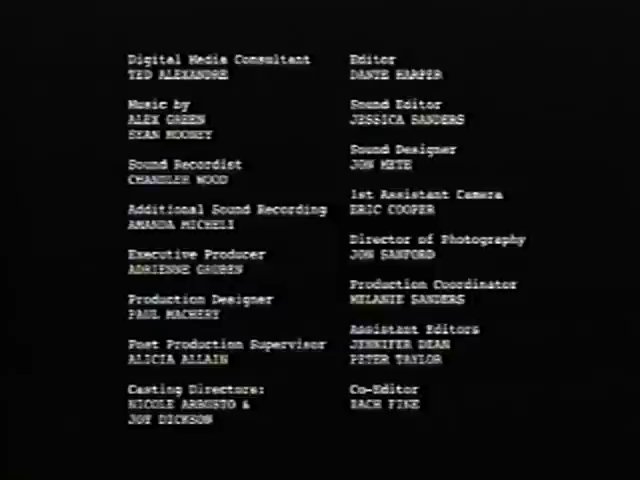 Digital Media Consultant
TED ALEXANDRE
Music by
ALEX GREEN
SEAN MOONEY
Sound Recordist
CHANDLER WOOD
Additional Sound Recording
AMANDA MICHELI
Executive Producer
ADRIENNE GRUBEN
Production Designer
PAUL MACHERY
Post Production Supervisor
ALICIA ALLAIN
Casting Directors:
NICOLE ARBUSTO &
JOY DICKSON
Editor
DANTE HARPER
Sound Editor
JESSICA SANDERS
Sound Designer
JON
1st Assistant Camera
ERIC COOPER
Director of Photography
JON SANFORD
Production Coordinator
MELANIE SANDERS
Assistant Editors
JENNIFER DEAN
PETER TAYLOR
Co-Editor
ZACH FINE